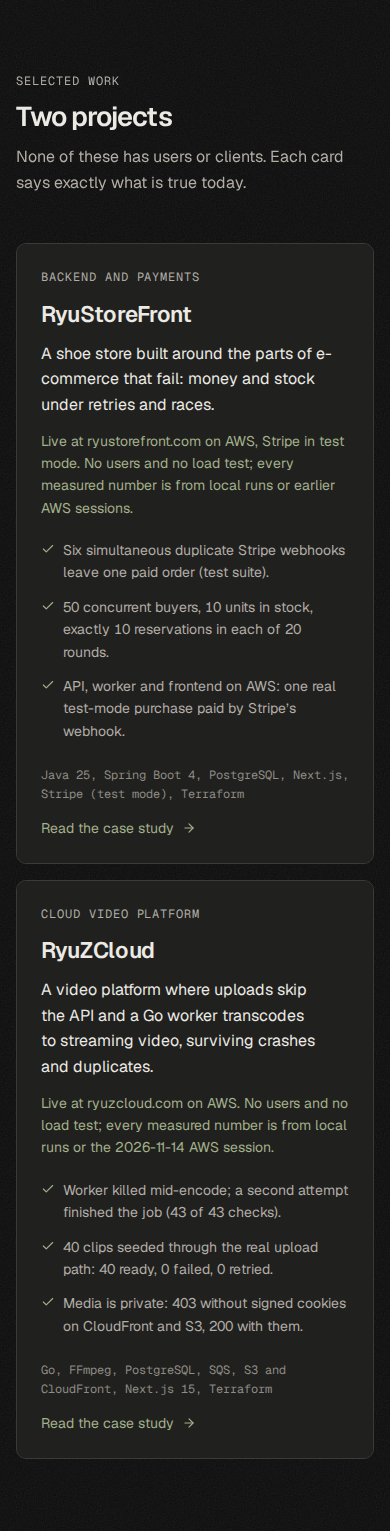 SELECTED WORK
Two projects
None of these has users or clients. Each card
says exactly what is true today.
BACKEND AND PAYMENTS
RyuStoreFront
A shoe store built around the parts of e-
commerce that fail: money and stock
under retries and races.
Live at ryustorefront.com on AWS, Stripe in test
mode. No users and no load test; every
measured number is from local runs or earlier
AWS sessions.
Six simultaneous duplicate Stripe webhooks
leave one paid order (test suite).
50 concurrent buyers, 10 units in stock,
exactly 10 reservations in each of 20
rounds.
API, worker and frontend on AWS: one real
test-mode purchase paid by Stripe's
webhook.
Java 25, Spring Boot 4, PostgreSQL, Next.js,
Stripe (test mode), Terraform
Read the case study →
CLOUD VIDEO PLATFORM
RyuZCloud
A video platform where uploads skip
the API and a Go worker transcodes
to streaming video, surviving crashes
and duplicates.
Live at ryuzcloud.com on AWS. No users and no
load test; every measured number is from local
runs or the 2026-11-14 AWS session.
Worker killed mid-encode; a second attempt
finished the job (43 of 43 checks).
40 clips seeded through the real upload
path: 40 ready, 0 failed, 0 retried.
Media is private: 403 without signed cookies
on CloudFront and S3, 200 with them.
Go, FFmpeg, PostgreSQL, SQS, S3 and
CloudFront, Next.js 15, Terraform
Read the case study →